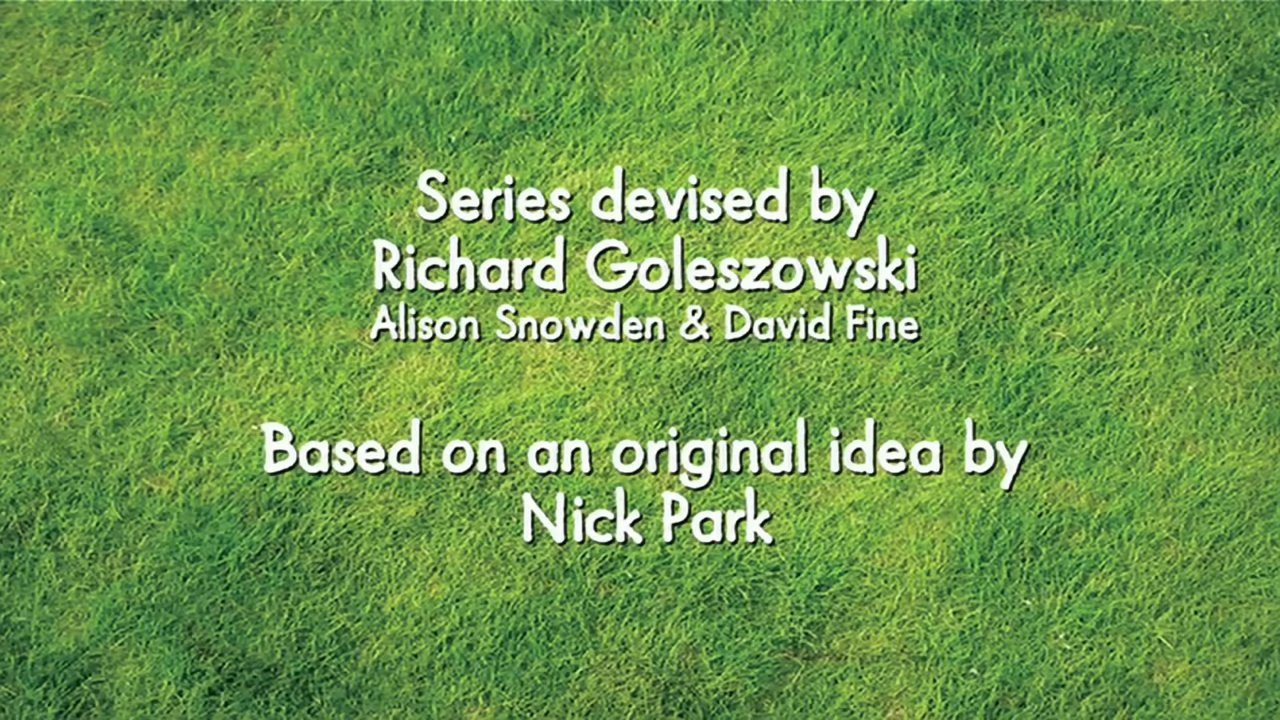 Series devised by
Richard Goleszowski
Alison Snowden & David Fine
Based on an original idea by
Nick Park